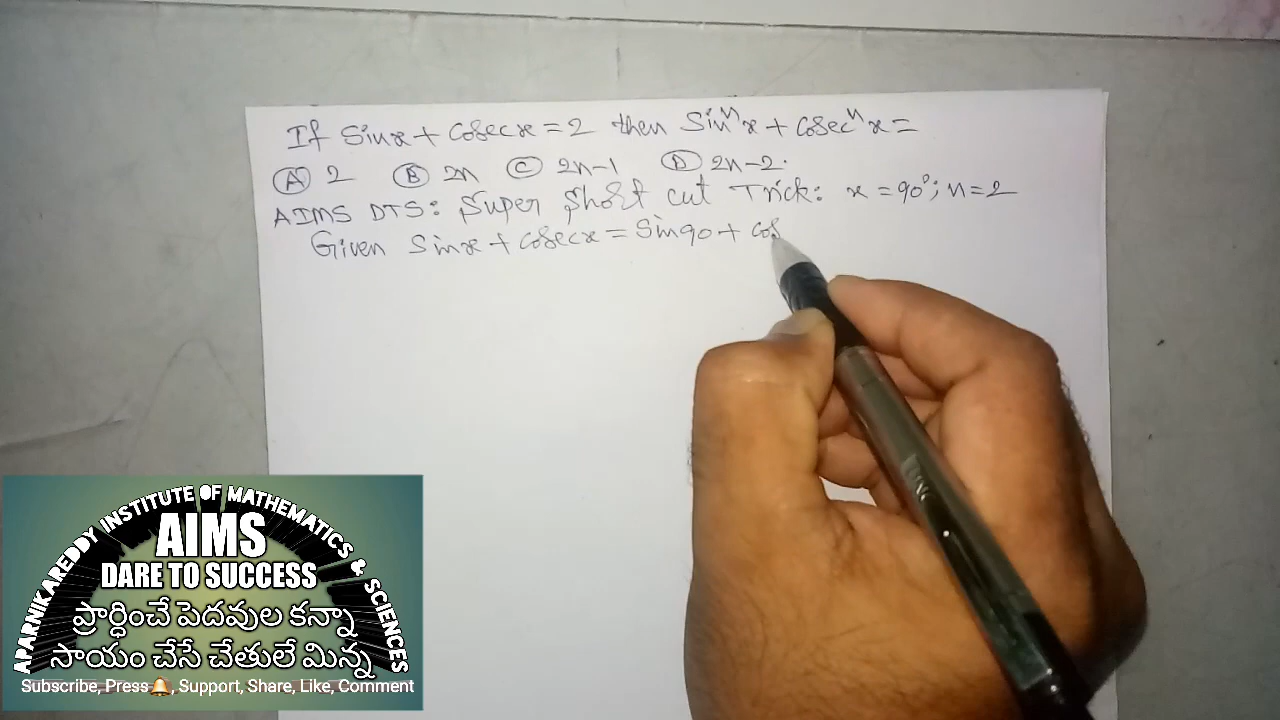 If Sinx + Cosecx = 2 then Sinⁿx + Cosecⁿx =
Ⓐ 2 Ⓑ 2n Ⓒ 2n-1 Ⓓ 2n-2.
AIMS DTS: Super Short cut Trick: x = 90°; n=2
Given Sinx + Cosecx = Sin90 + Cos
APARNIKAREDDY INSTITUTE OF MATHEMATICS & SCIENCES
AIMS
DARE TO SUCCESS
ప్రార్ధించే పెదవుల కన్నా
సాయం చేసే చేతులే మిన్న
Subscribe, Press🔔, Support, Share, Like, Comment